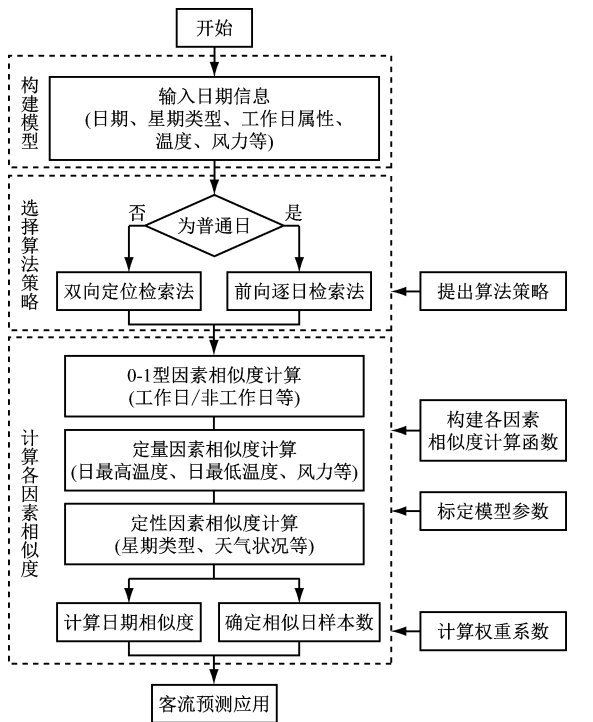 开始
构建模型
输入日期信息
(日期、星期类型、工作日属性、
温度、风力等)
选择算法策略
否
为普通日
是
双向定位检索法
前向逐日检索法
提出算法策略
计算各因素相似度
0-1型因素相似度计算
(工作日/非工作日等)
构建各因素
相似度计算函数
定量因素相似度计算
(日最高温度、日最低温度、风力等)
标定模型参数
定性因素相似度计算
(星期类型、天气状况等)
计算日期相似度
确定相似日样本数
计算权重系数
客流预测应用